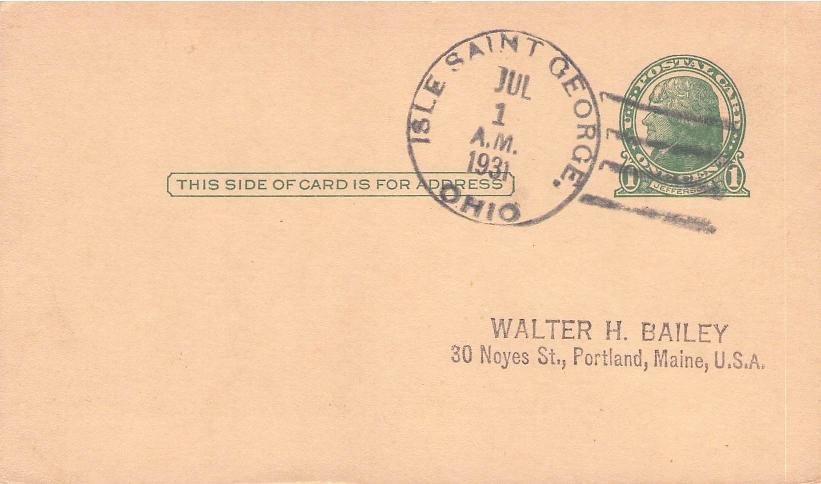 ISLE SAINT GEORGE.
JUL
1
A.M.
1931
OHIO
U.S. POSTAL CARD
ONE CENT
1 JEFFERSON 1
THIS SIDE OF CARD IS FOR ADDRESS
WALTER H. BAILEY
30 Noyes St., Portland, Maine, U.S.A.